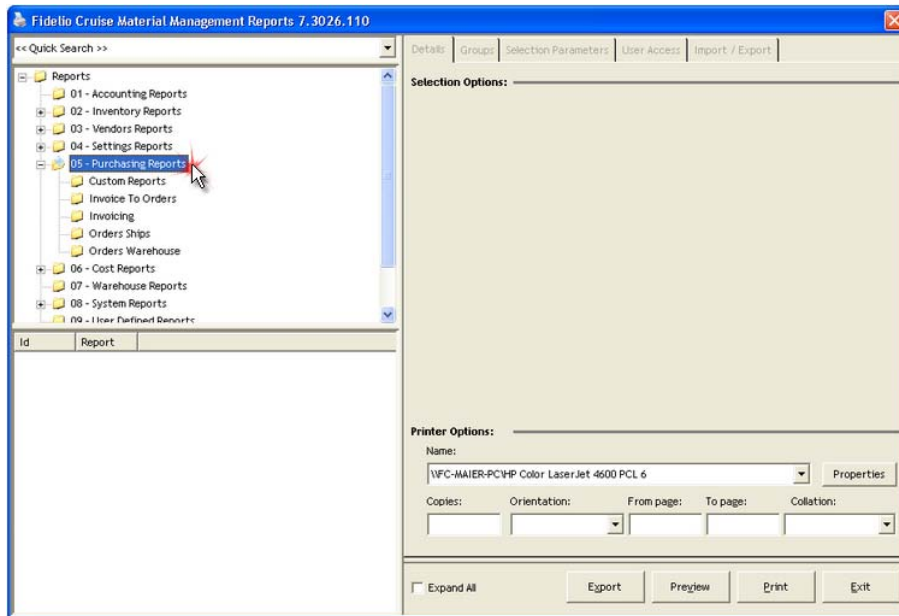 Fidelio Cruise Material Management Reports 7.3026.110
<< Quick Search >>
Reports
01 - Accounting Reports
02 - Inventory Reports
03 - Vendors Reports
04 - Settings Reports
05 - Purchasing Reports
Custom Reports
Invoice To Orders
Invoicing
Orders Ships
Orders Warehouse
06 - Cost Reports
07 - Warehouse Reports
08 - System Reports
09 - User Defined Reports
Id Report
Details Groups Selection Parameters User Access Import / Export
Selection Options:
Printer Options:
Name:
\\FC-MAIER-PC\HP Color LaserJet 4600 PCL 6 Properties
Copies: Orientation: From page: To page: Collation:
Expand All Export Preview Print Exit